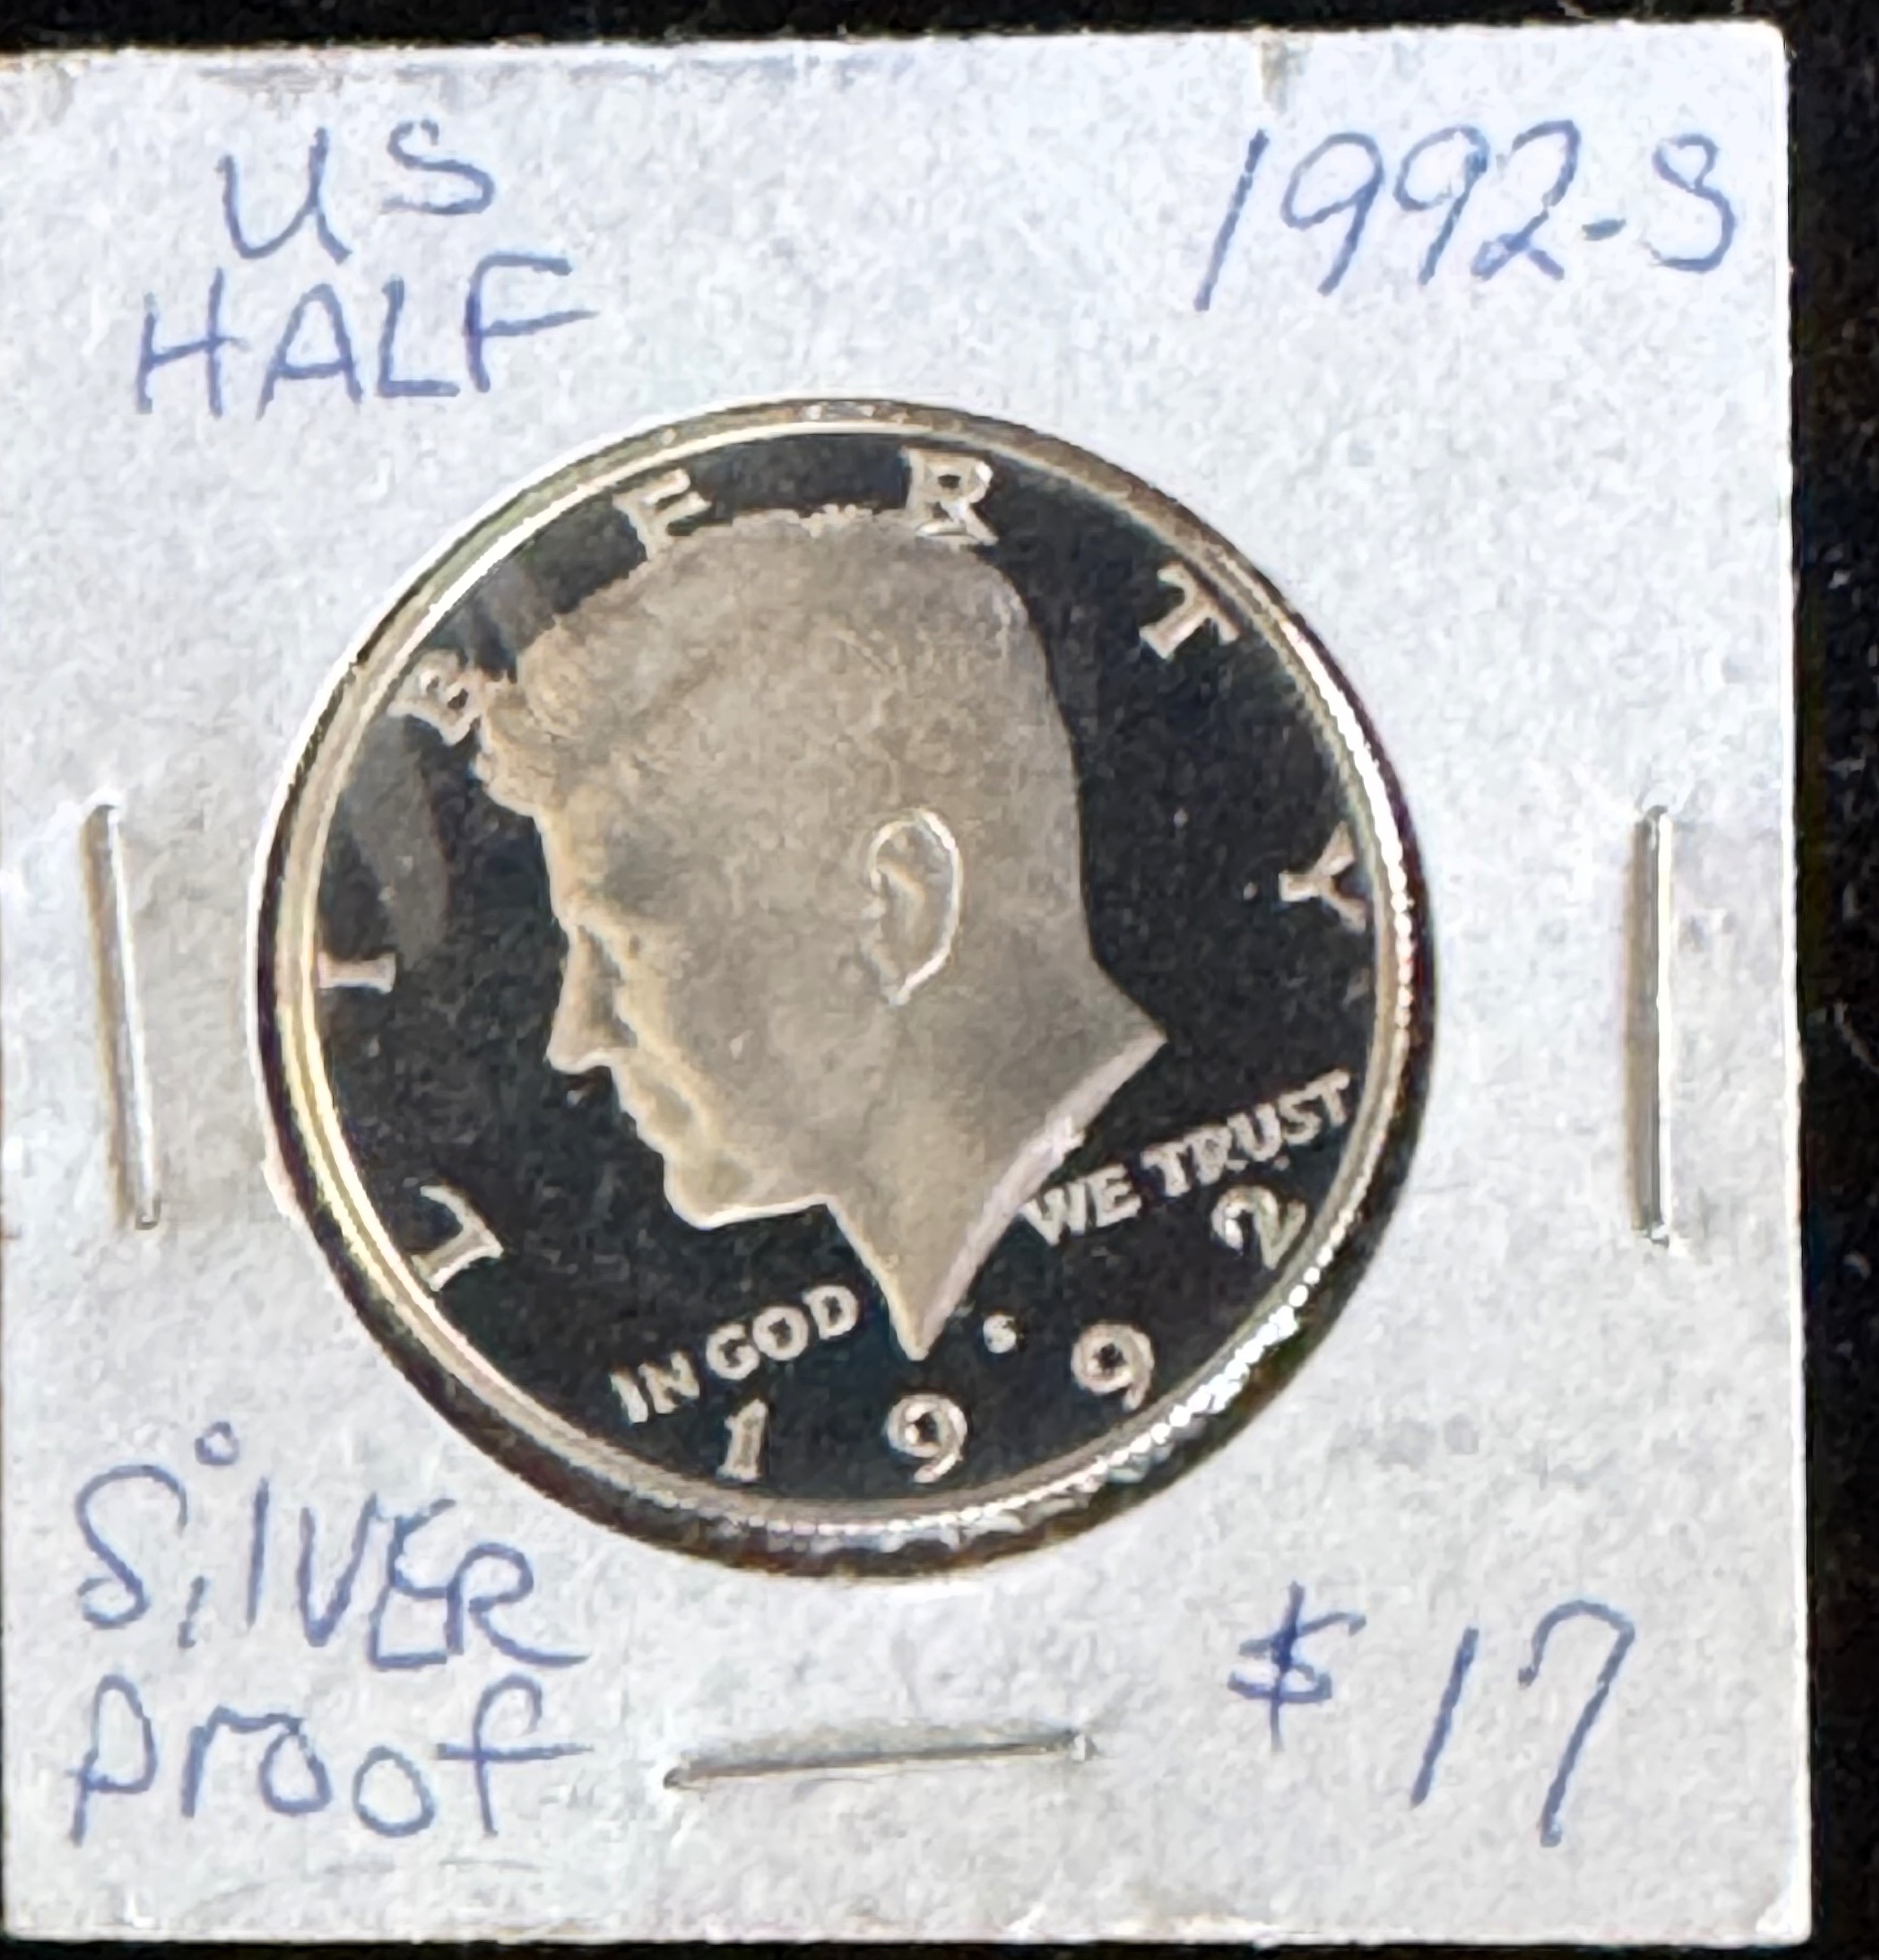 US
HALF
1992-S
LIBERTY
IN GOD WE TRUST
S
1992
SilVER
Proof
$17